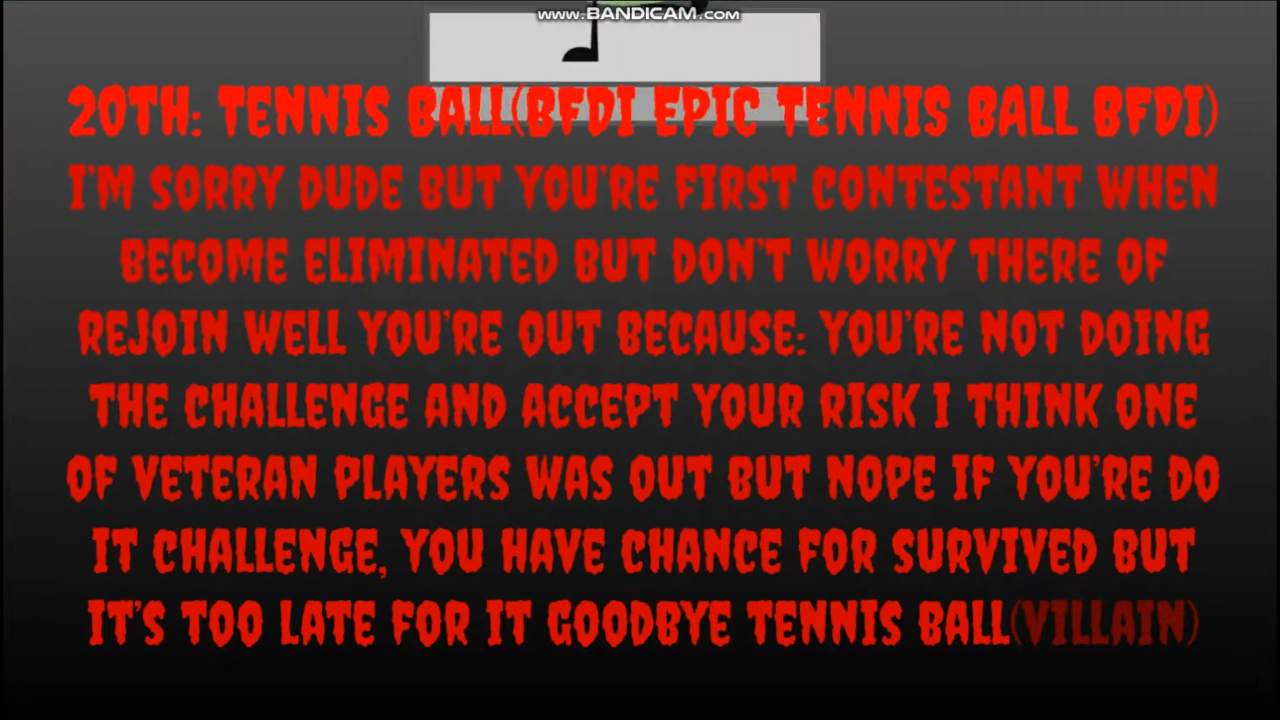 www.BANDICAM.com
20TH: TENNIS BALL(BFDI EPIC TENNIS BALL BFDI)
I'M SORRY DUDE BUT YOU'RE FIRST CONTESTANT WHEN
BECOME ELIMINATED BUT DON'T WORRY THERE OF
REJOIN WELL YOU'RE OUT BECAUSE: YOU'RE NOT DOING
THE CHALLENGE AND ACCEPT YOUR RISK I THINK ONE
OF VETERAN PLAYERS WAS OUT BUT NOPE IF YOU'RE DO
IT CHALLENGE, YOU HAVE CHANCE FOR SURVIVED BUT
IT'S TOO LATE FOR IT GOODBYE TENNIS BALL(VILLAIN)